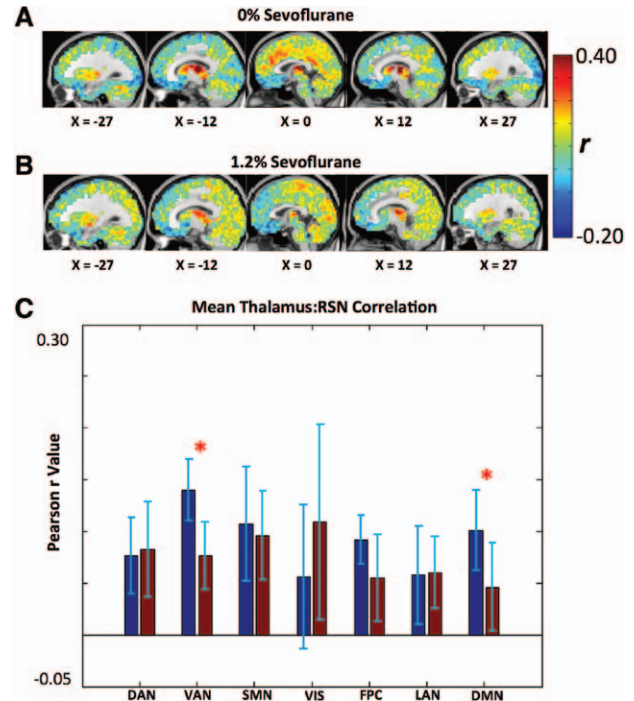 A
0% Sevoflurane
X = -27 X = -12 X = 0 X = 12 X = 27
0.40
r
-0.20
B
1.2% Sevoflurane
X = -27 X = -12 X = 0 X = 12 X = 27
C
Mean Thalamus:RSN Correlation
0.30
Pearson r Value
-0.05
* *
DAN VAN SMN VIS FPC LAN DMN